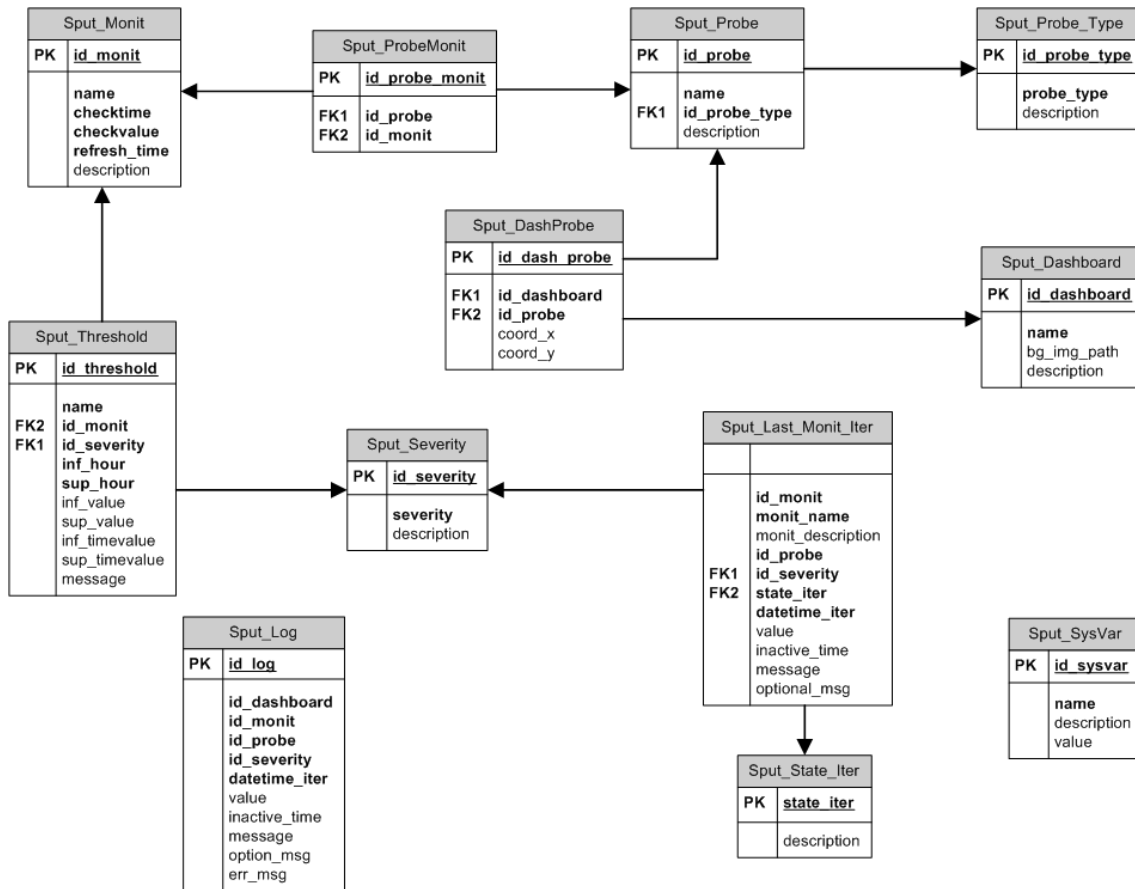 Sput_Monit
PK id_monit
name
checktime
checkvalue
refresh_time
description
Sput_ProbeMonit
PK id_probe_monit
FK1 id_probe
FK2 id_monit
Sput_Probe
PK id_probe
name
FK1 id_probe_type
description
Sput_Probe_Type
PK id_probe_type
probe_type
description
Sput_DashProbe
PK id_dash_probe
FK1 id_dashboard
FK2 id_probe
coord_x
coord_y
Sput_Dashboard
PK id_dashboard
name
bg_img_path
description
Sput_Threshold
PK id_threshold
name
FK2 id_monit
FK1 id_severity
inf_hour
sup_hour
inf_value
sup_value
inf_timevalue
sup_timevalue
message
Sput_Severity
PK id_severity
severity
description
Sput_Last_Monit_Iter
id_monit
monit_name
monit_description
id_probe
FK1 id_severity
FK2 state_iter
datetime_iter
value
inactive_time
message
optional_msg
Sput_Log
PK id_log
id_dashboard
id_monit
id_probe
id_severity
datetime_iter
value
inactive_time
message
option_msg
err_msg
Sput_SysVar
PK id_sysvar
name
description
value
Sput_State_Iter
PK state_iter
description